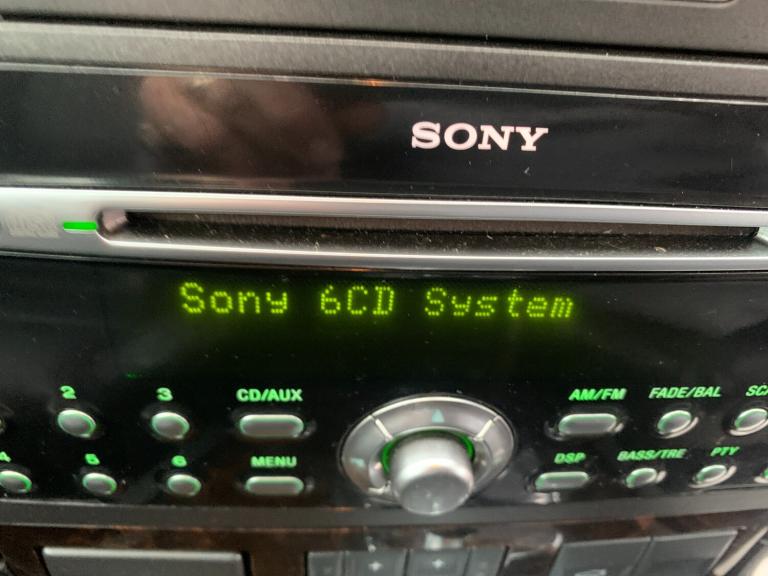 SONY
Sony 6CD System
2 3 CD/AUX AM/FM FADE/BAL
4 5 6 MENU DSP BASS/TRE PTY